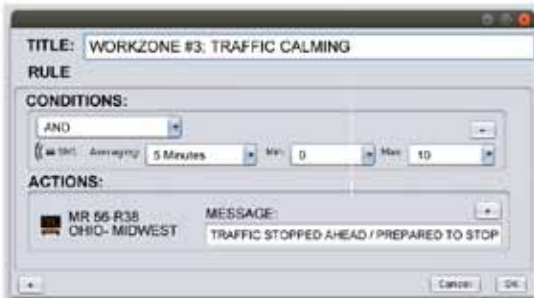 TITLE: WORKZONE #3: TRAFFIC CALMING
RULE
CONDITIONS:
AND
Averaging: 5 Minutes Min: 0 Max: 10
ACTIONS:
MR 56-R38 MESSAGE: +
OHIO- MIDWEST TRAFFIC STOPPED AHEAD / PREPARED TO STOP
+ Cancel OK